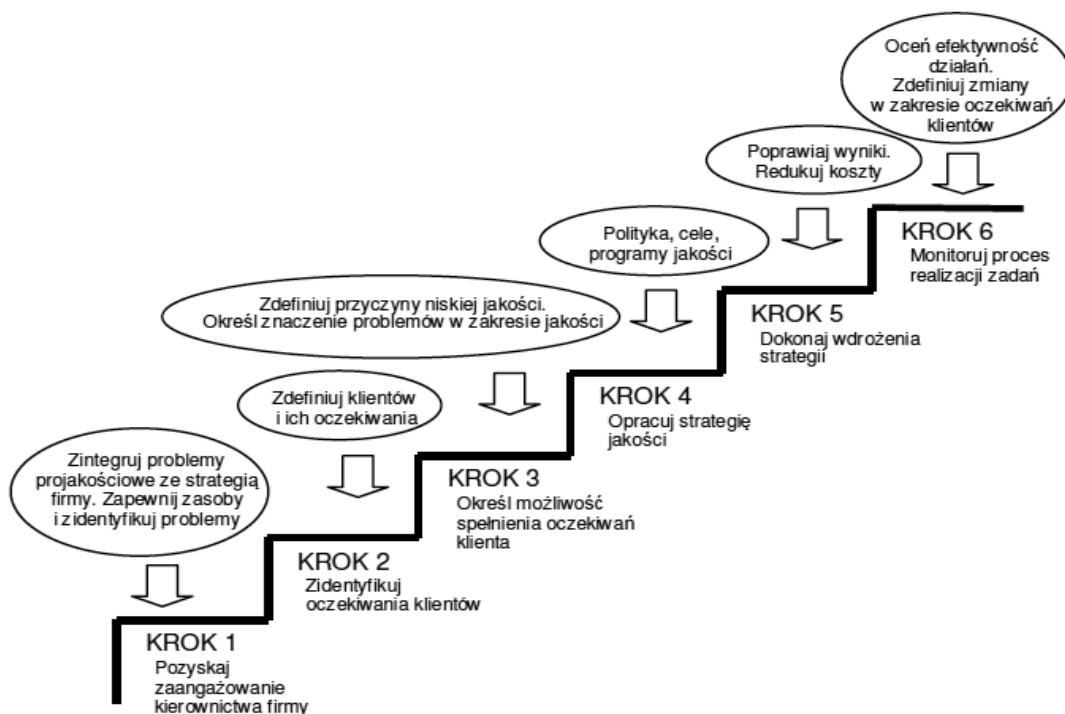 Oceń efektywność
działań.
Zdefiniuj zmiany
w zakresie oczekiwań
klientów
Poprawiaj wyniki.
Redukuj koszty
Polityka, cele,
programy jakości
Zdefiniuj przyczyny niskiej jakości.
Określ znaczenie problemów w zakresie jakości
Zdefiniuj klientów
i ich oczekiwania
Zintegruj problemy
projakościowe ze strategią
firmy. Zapewnij zasoby
i zidentyfikuj problemy
KROK 1
Pozyskaj
zaangażowanie
kierownictwa firmy
KROK 2
Zidentyfikuj
oczekiwania klientów
KROK 3
Określ możliwość
spełnienia oczekiwań
klienta
KROK 4
Opracuj strategię
jakości
KROK 5
Dokonaj wdrożenia
strategii
KROK 6
Monitoruj proces
realizacji zadań